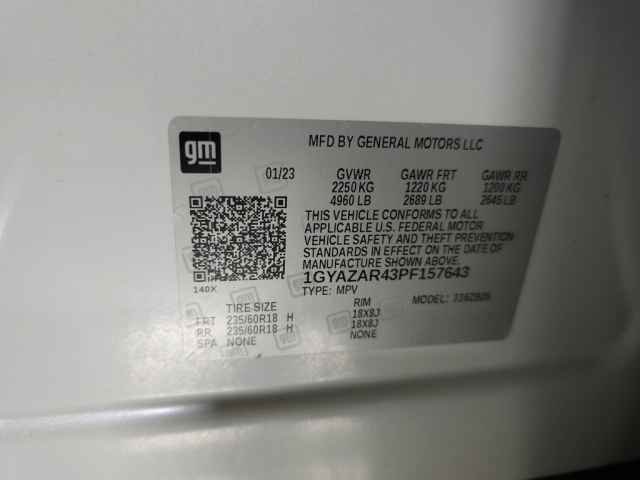 gm
MFD BY GENERAL MOTORS LLC
01/23 GVWR GAWR FRT GAWR RR
2250 KG 1220 KG 1200 KG
4960 LB 2689 LB 2645 LB
THIS VEHICLE CONFORMS TO ALL
APPLICABLE U.S. FEDERAL MOTOR
VEHICLE SAFETY AND THEFT PREVENTION
STANDARDS IN EFFECT ON THE DATE OF
MANUFACTURE SHOWN ABOVE.
140X 1GYAZAR43PF157643
TYPE: MPV MODEL:
TIRE SIZE RIM
FRT 235/60R18 H 18X8J
RR 235/60R18 H 18X8J
SPA NONE NONE